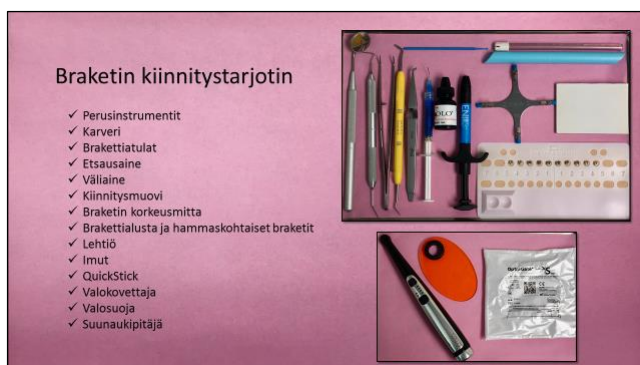 Braketin kiinnitystarjotin
✓ Perusinstrumentit
✓ Karveri
✓ Brakettiatulat
✓ Etsausaine
✓ Väliaine
✓ Kiinnitysmuovi
✓ Braketin korkeusmitta
✓ Brakettialusta ja hammaskohtaiset braketit
✓ Lehtiö
✓ Imut
✓ QuickStick
✓ Valokovettaja
✓ Valosuoja
✓ Suunaukipitäjä
OLO